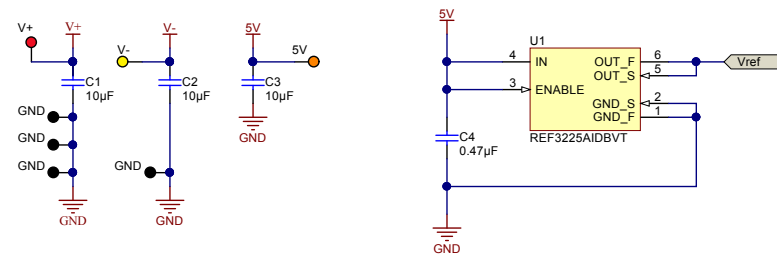 V+
V+
C1
10µF
GND
GND
GND
GND
V-
V-
C2
10µF
GND
GND
5V
5V
C3
10µF
GND
5V
U1
4
IN
OUT_F
6
OUT_S
5
Vref
3
ENABLE
GND_S
2
GND_F
1
REF3225AIDBVT
C4
0.47µF
GND